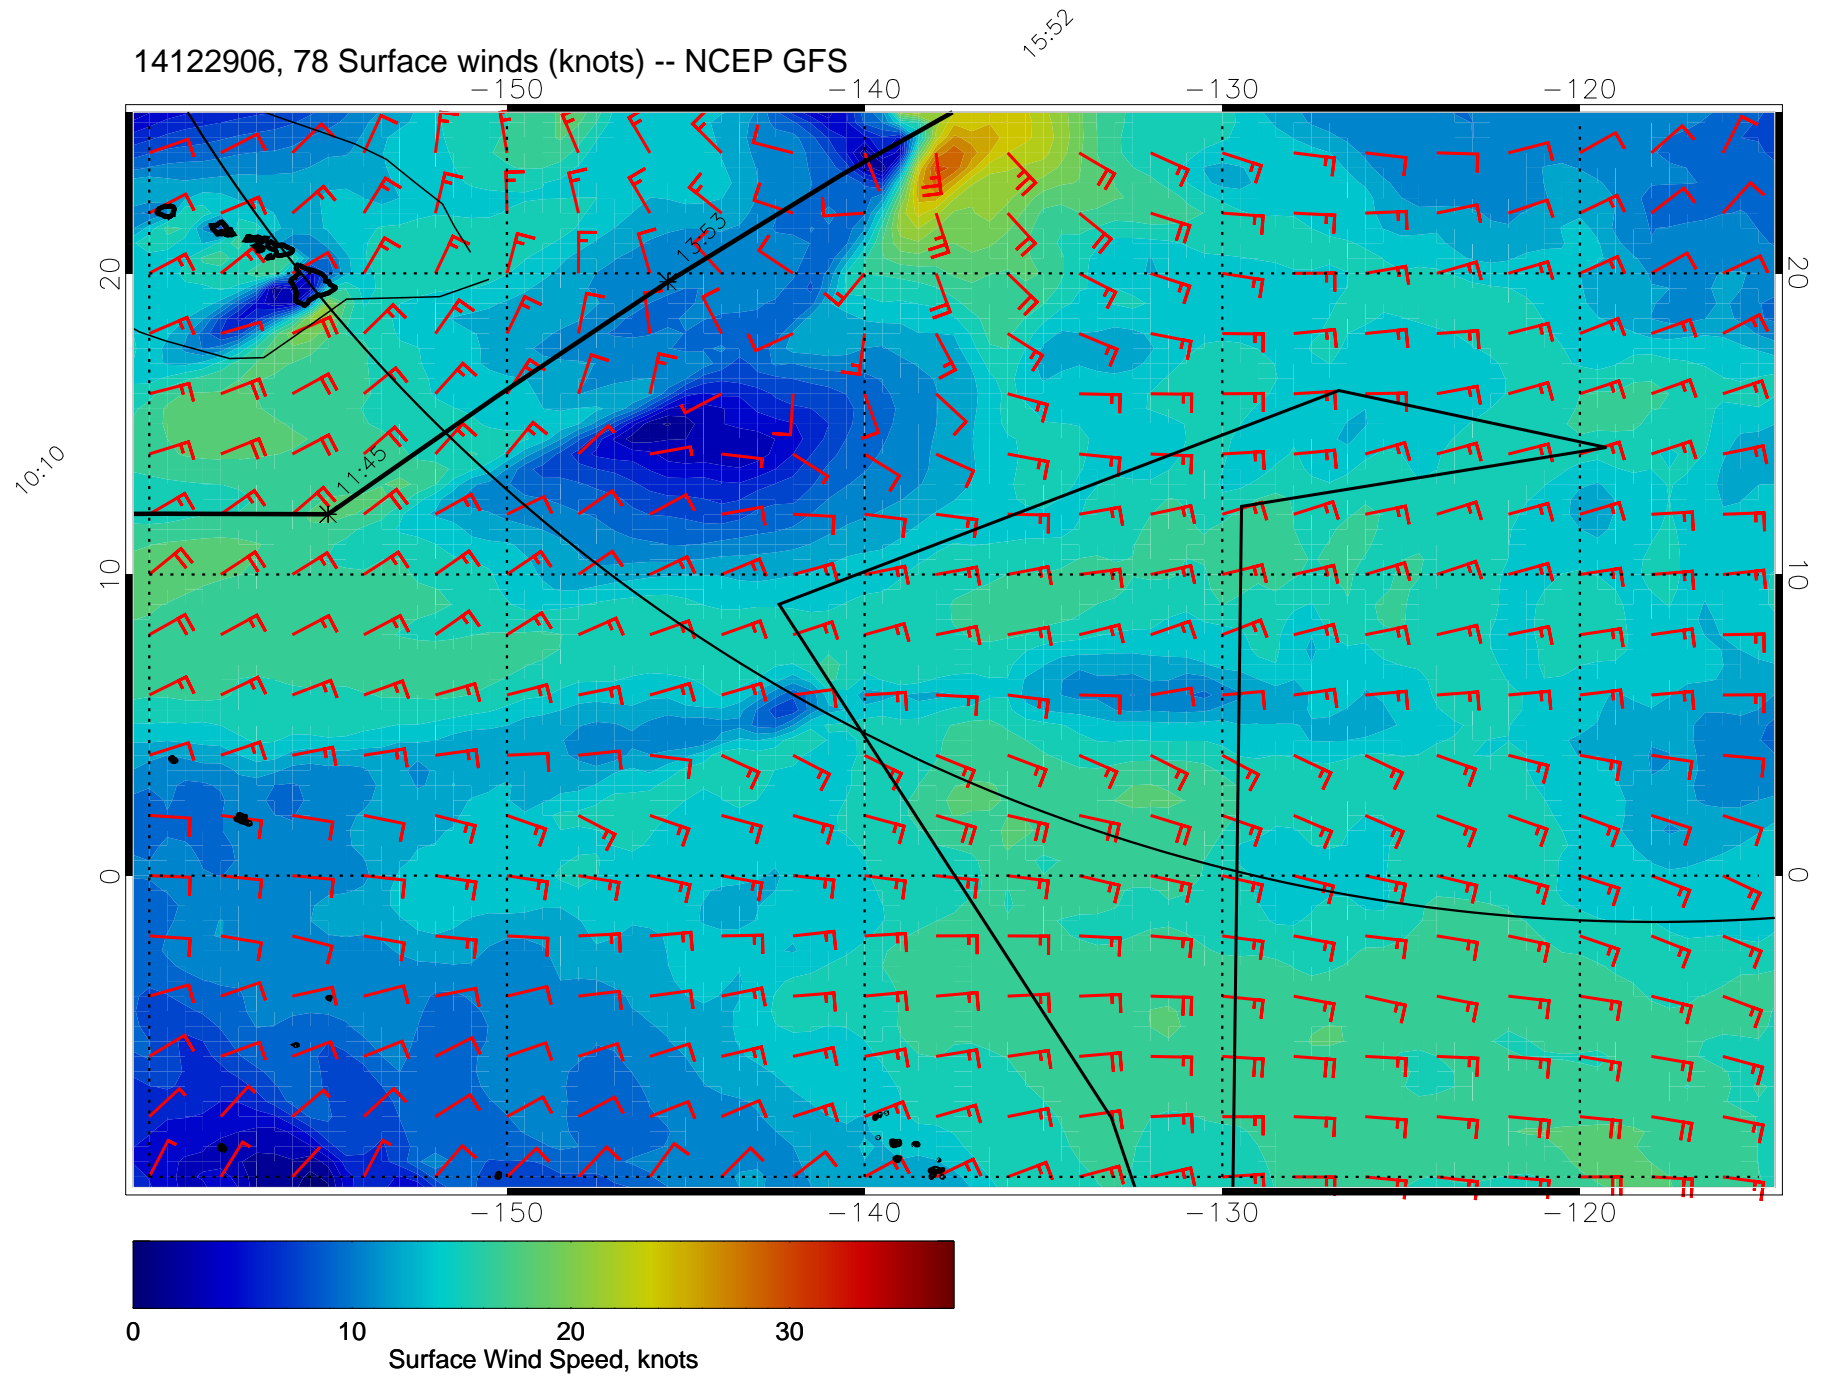 15:52
14122906, 78 Surface winds (knots) -- NCEP GFS
-150 -140 -130 -120
13:53
20 20
10:10
11:45
10 10
0 0
-150 -140 -130 -120
0 10 20 30
Surface Wind Speed, knots